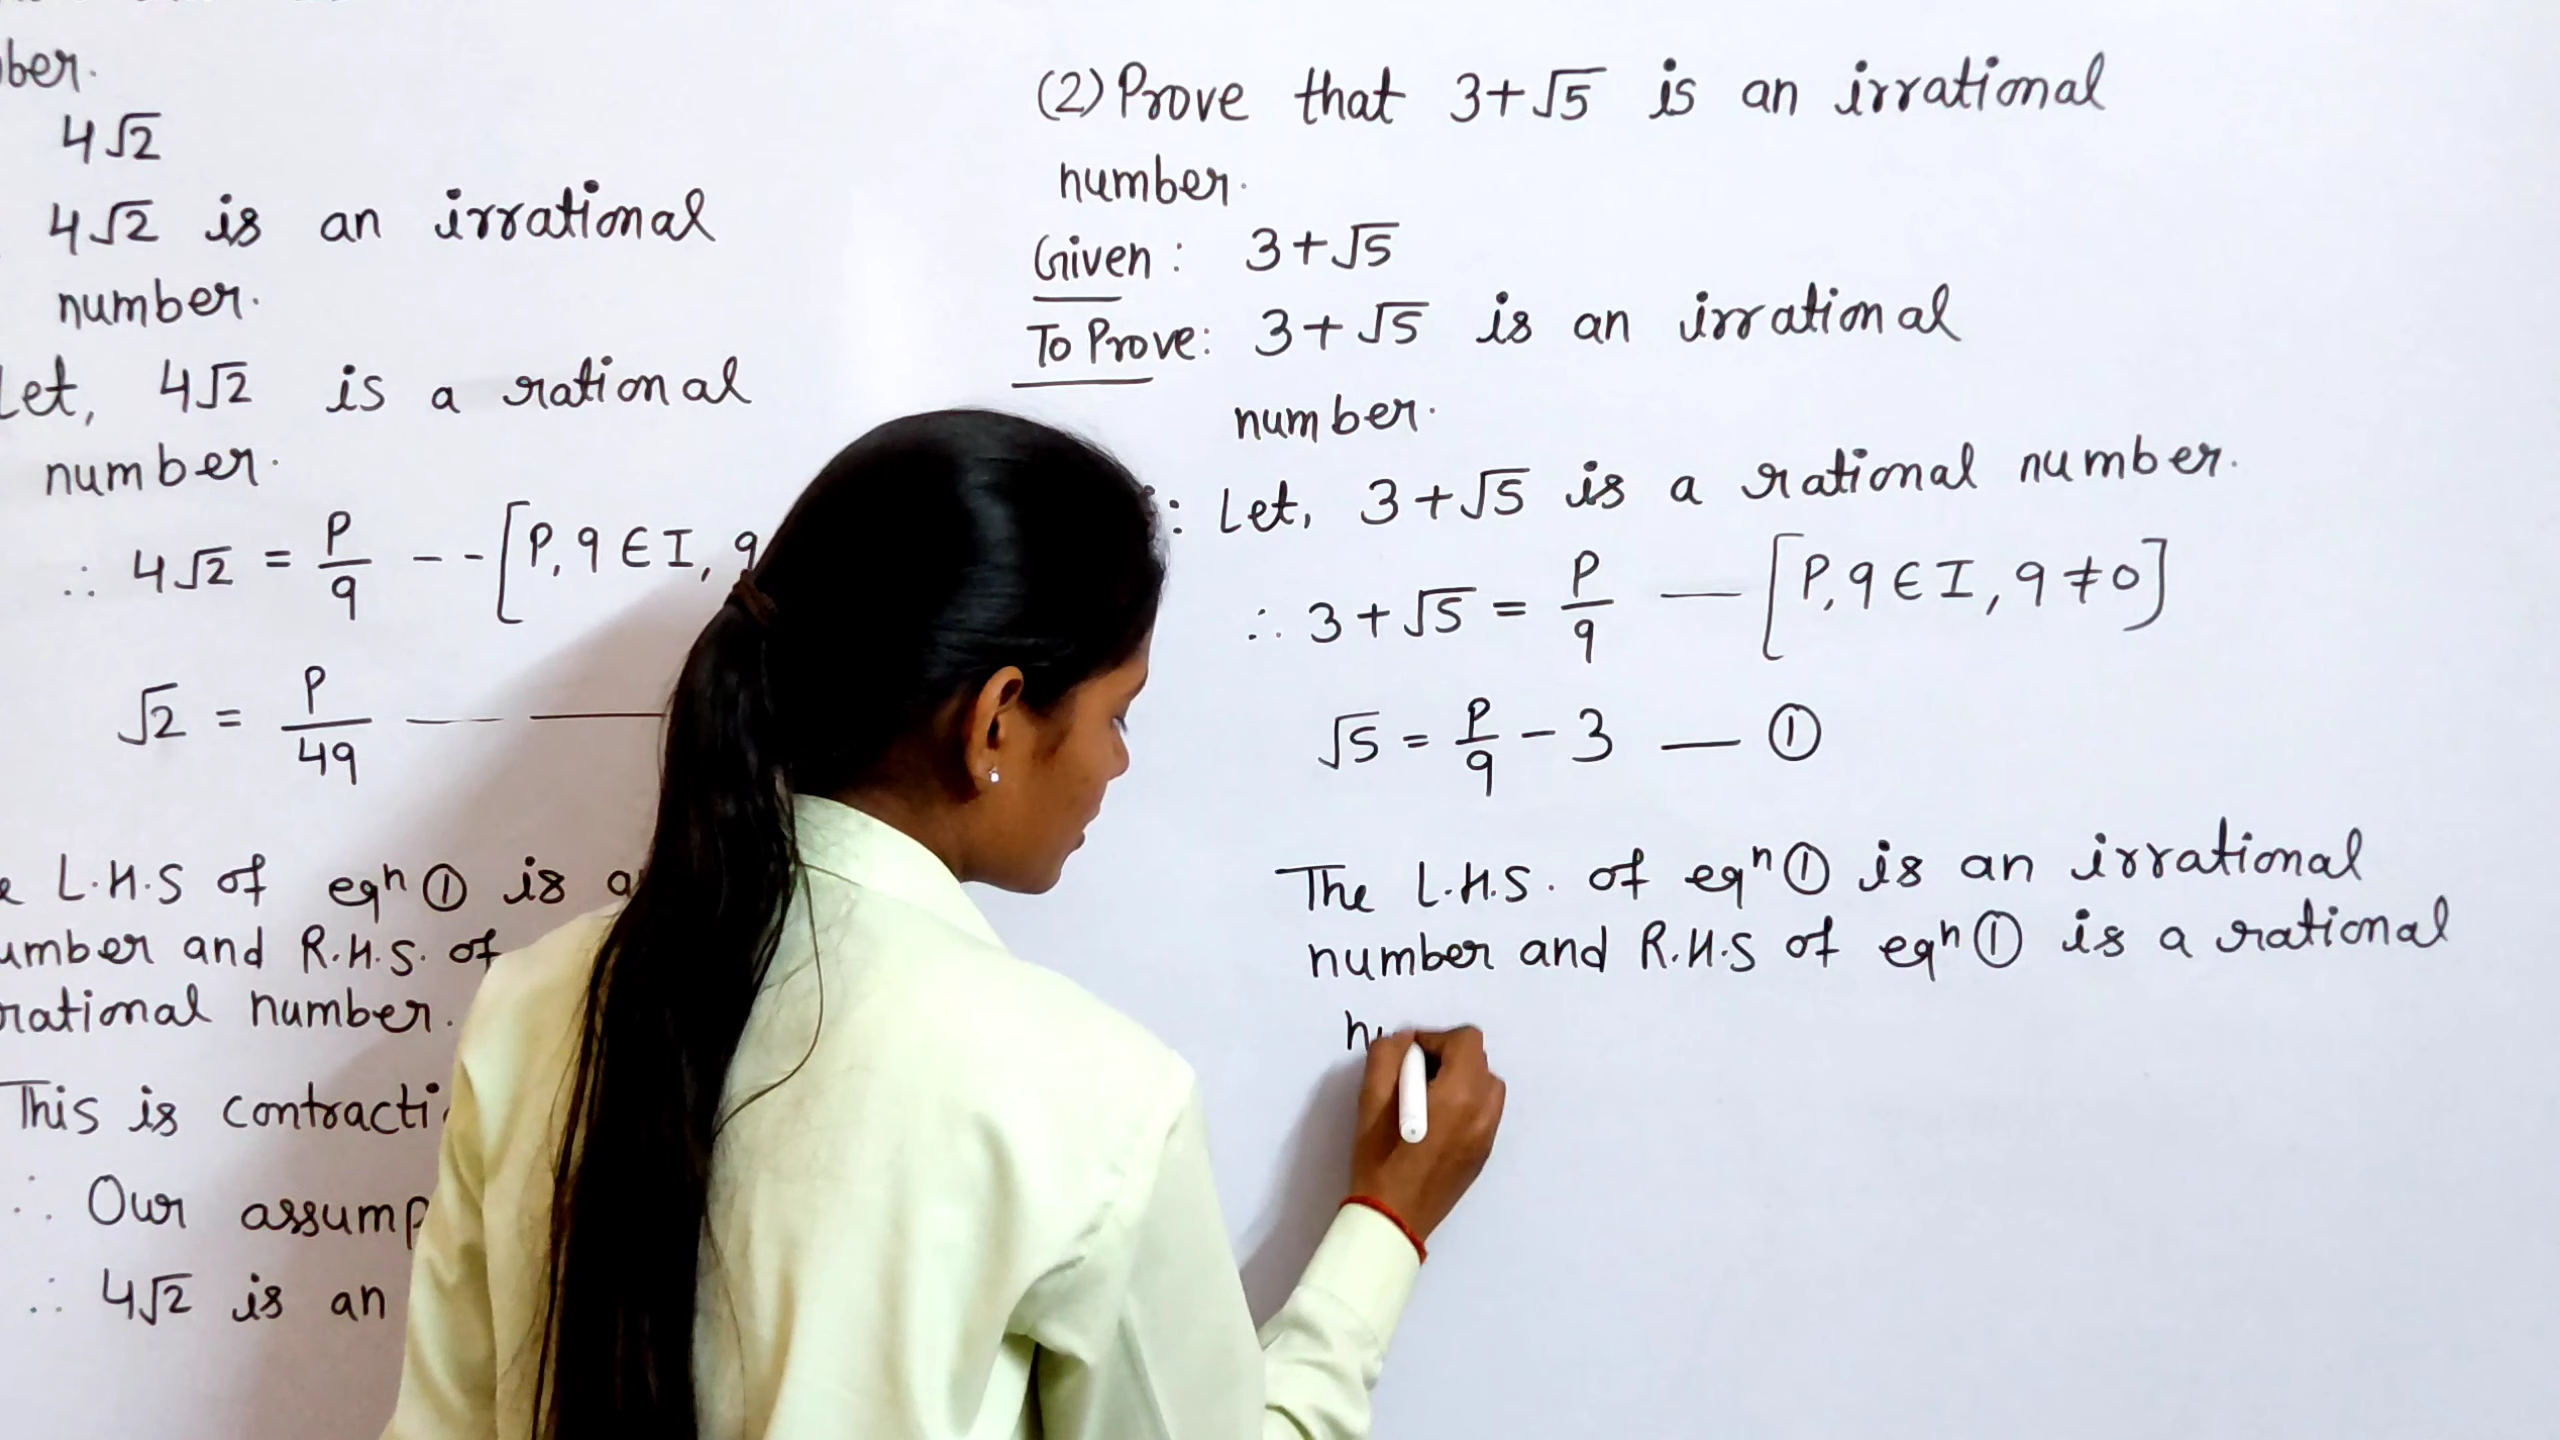 number.
4√2
4√2 is an irrational
number.
Let, 4√2 is a rational
number.
∴ 4√2 = P/q --[P, q ∈ I, q
√2 = P/4q — —
L.H.S of eqⁿ ① is
number and R.H.S. of
rational number.
This is
∴ Our
∴ 4√2 is an
(2) Prove that 3+√5 is an irrational
number.
Given : 3+√5
To Prove: 3+√5 is an irrational
number.
: Let, 3+√5 is a rational number.
∴ 3+√5 = P/q — [P, q ∈ I, q ≠ 0]
√5 = P/q - 3 — ①
The L.H.S. of eqⁿ ① is an irrational
number and R.H.S of eqⁿ ① is a rational